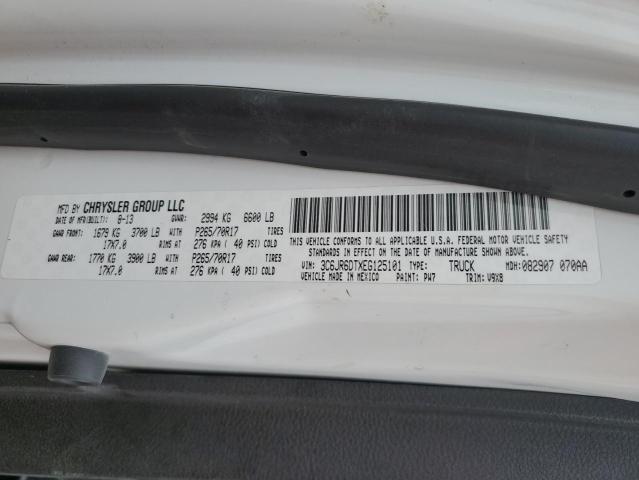 MFD BY CHRYSLER GROUP LLC
DATE OF MFG(BUILT): 8-13 GVWR: 2994 KG 6600 LB
GAWR FRONT: 1679 KG 3700 LB WITH P265/70R17 TIRES
17X7.0 RIMS AT 276 KPA ( 40 PSI) COLD
GAWR REAR: 1770 KG 3900 LB WITH P265/70R17 TIRES
17X7.0 RIMS AT 276 KPA ( 40 PSI) COLD
THIS VEHICLE CONFORMS TO ALL APPLICABLE U.S.A. FEDERAL MOTOR VEHICLE SAFETY
STANDARDS IN EFFECT ON THE DATE OF MANUFACTURE SHOWN ABOVE.
VIN: 3C6JR6DTXEG125101 TYPE: TRUCK MDH: 082907 070AA
VEHICLE MADE IN MEXICO PAINT: PW7 TRIM: V9X8